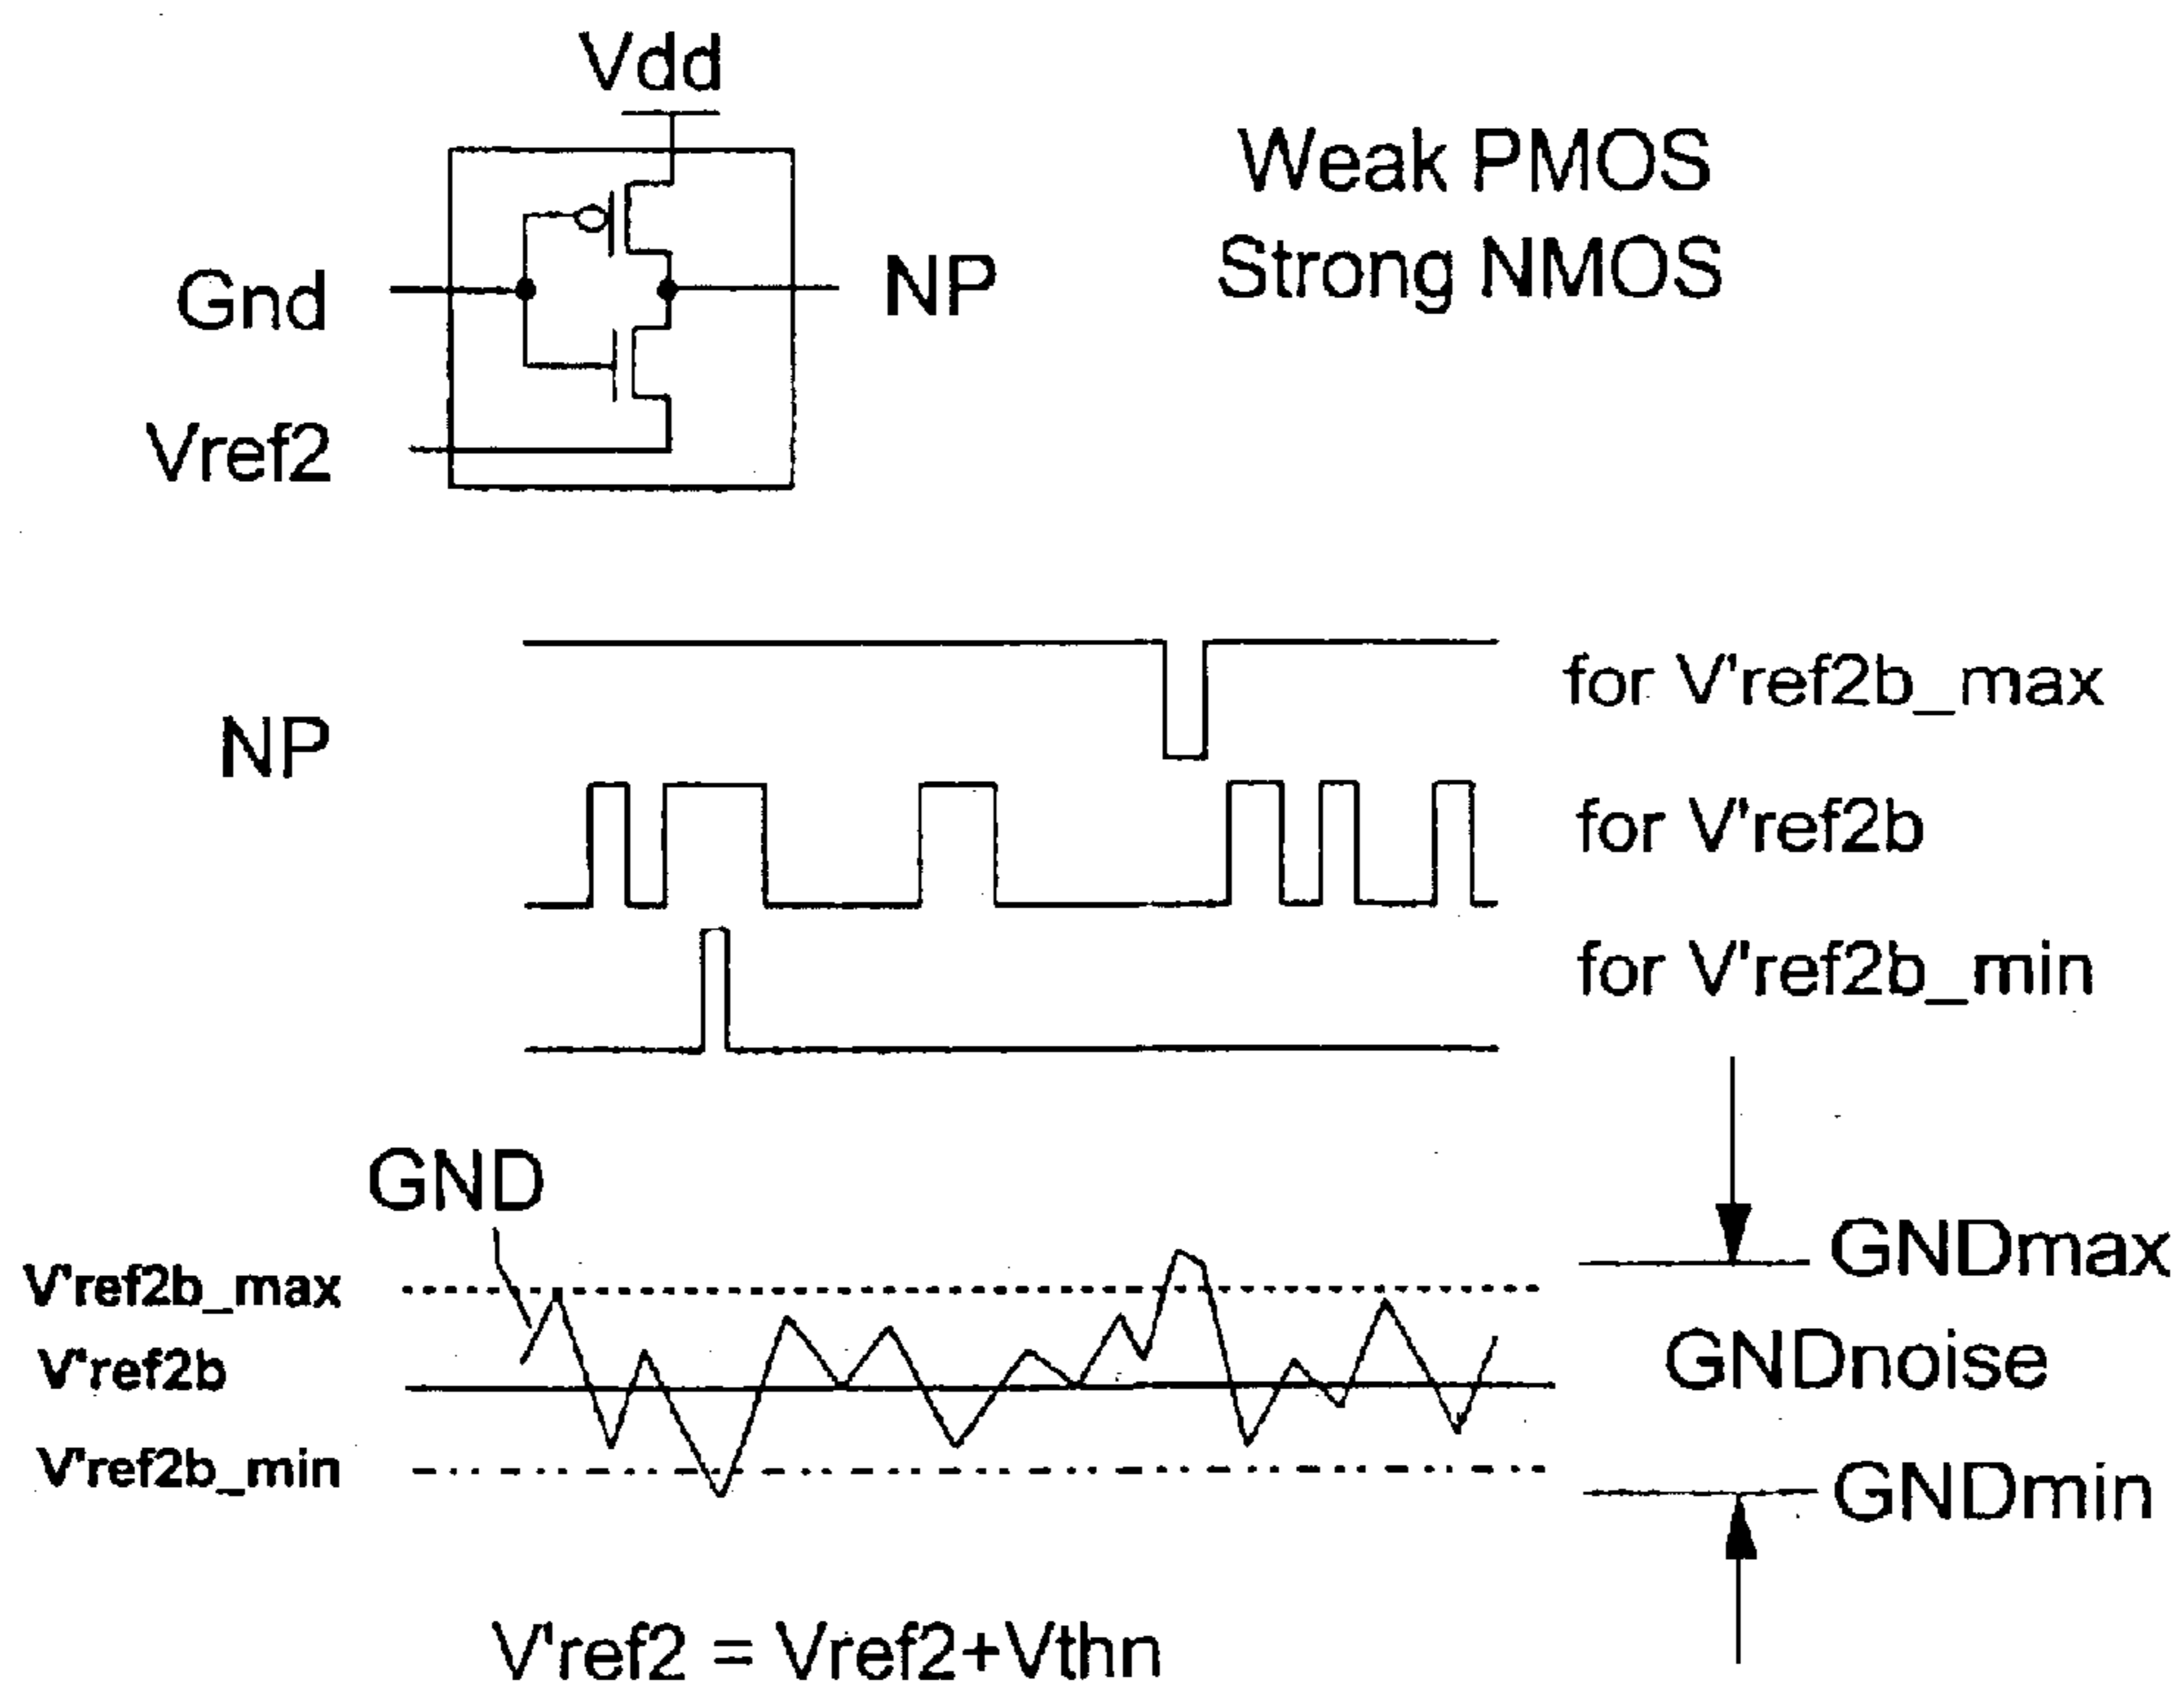 Vdd
Weak PMOS
Strong NMOS
Gnd
NP
Vref2
for V'ref2b_max
NP
for V'ref2b
for V'ref2b_min
GND
GNDmax
V'ref2b_max
GNDnoise
V'ref2b
V'ref2b_min
GNDmin
V'ref2 = Vref2+Vthn